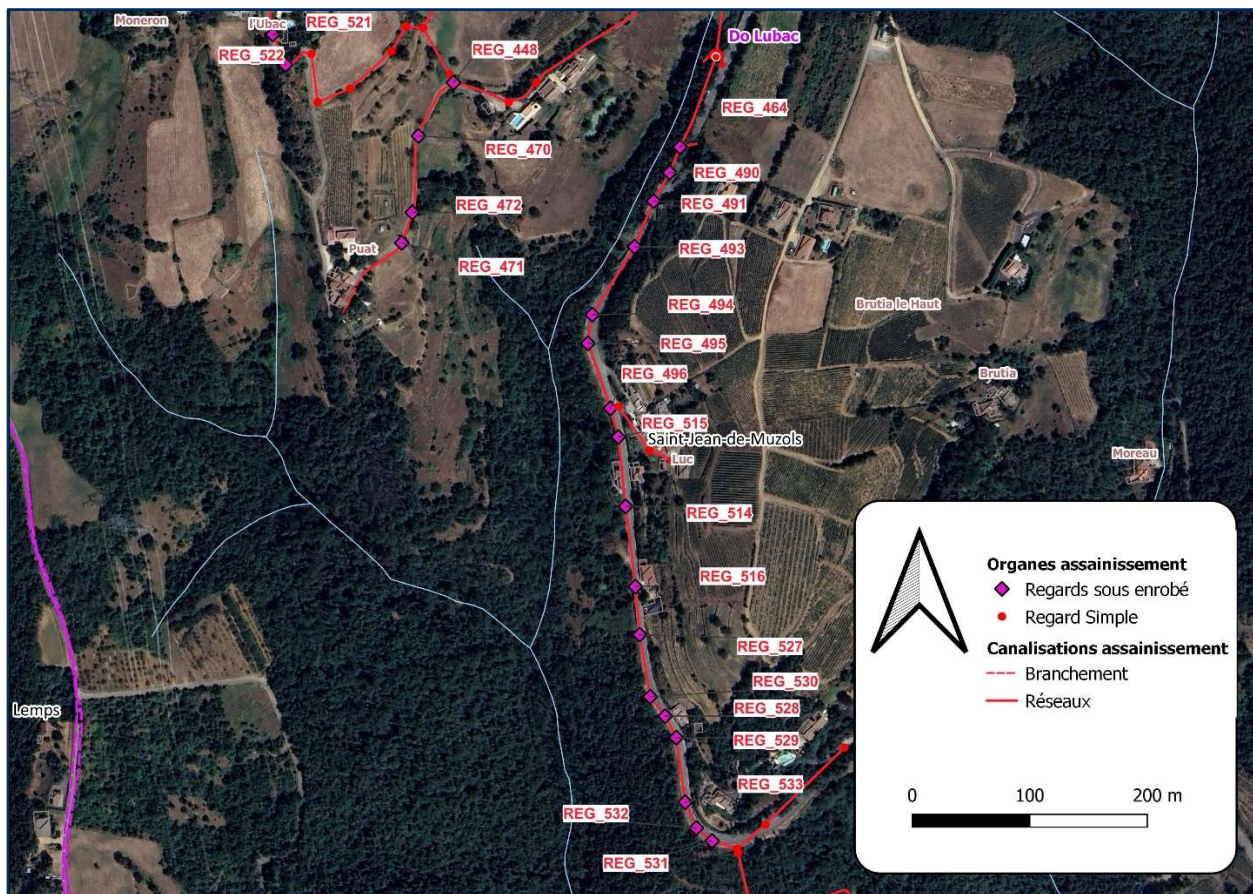 Moneron
l'Ubac
REG_521
REG_522
REG_448
Do Lubac
REG_464
REG_470
REG_490
REG_472
REG_491
Puat
REG_493
REG_471
REG_494
Brutia le Haut
REG_495
REG_496
Brutia
REG_515
Saint-Jean-de-Muzols
Luc
Moreau
REG_514
REG_516
REG_527
REG_530
Lemps
REG_528
REG_529
REG_533
REG_532
REG_531
Organes assainissement
Regards sous enrobé
Regard Simple
Canalisations assainissement
Branchement
Réseaux
0 100 200 m